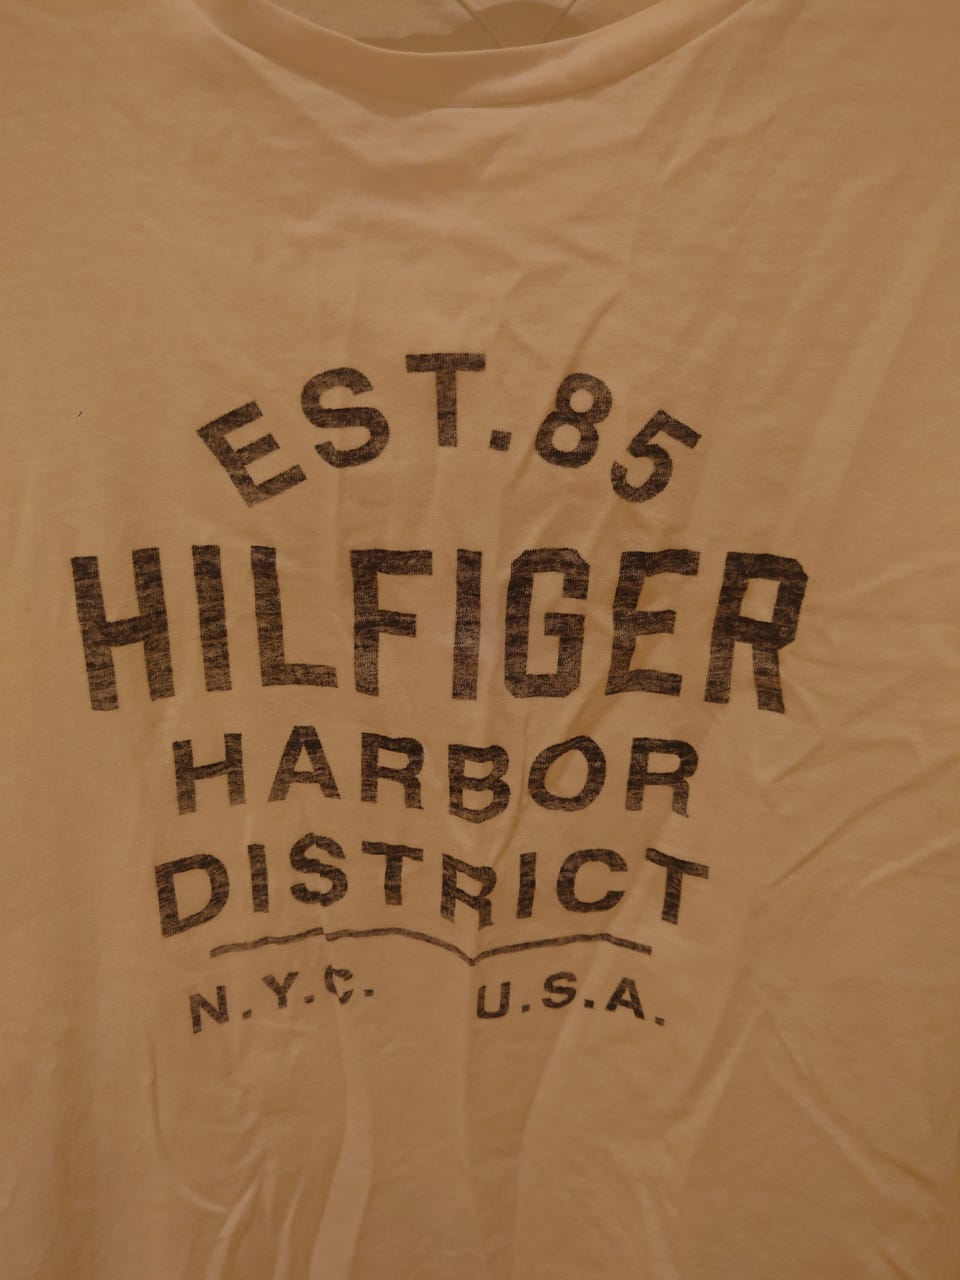 EST.85
HILFIGER
HARBOR
DISTRICT
N.Y.C. U.S.A.